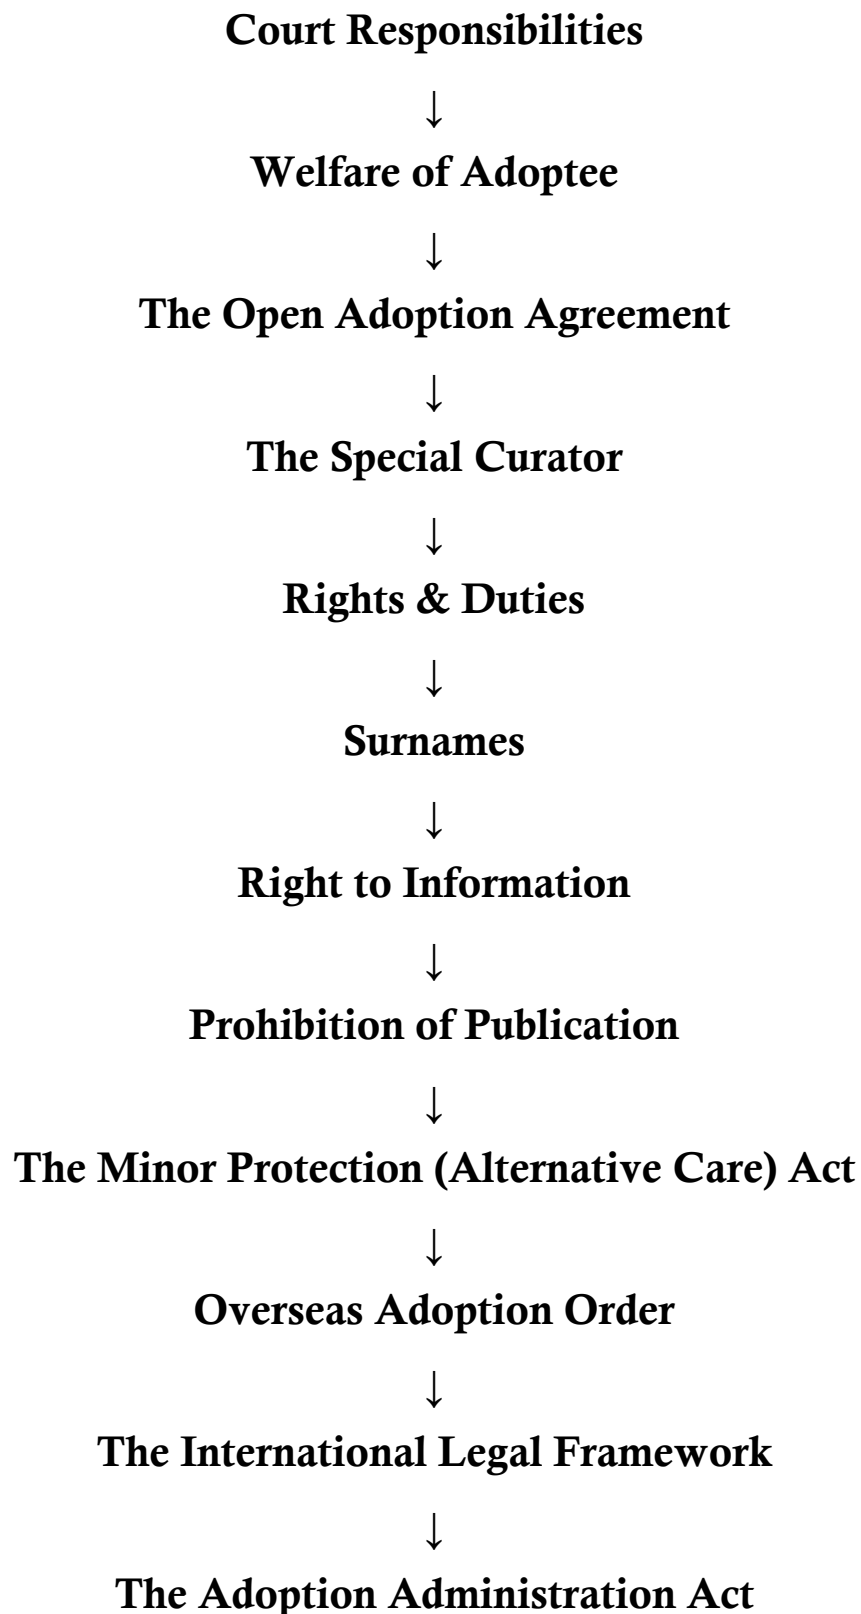 Court Responsibilities
↓
Welfare of Adoptee
↓
The Open Adoption Agreement
↓
The Special Curator
↓
Rights & Duties
↓
Surnames
↓
Right to Information
↓
Prohibition of Publication
↓
The Minor Protection (Alternative Care) Act
↓
Overseas Adoption Order
↓
The International Legal Framework
↓
The Adoption Administration Act